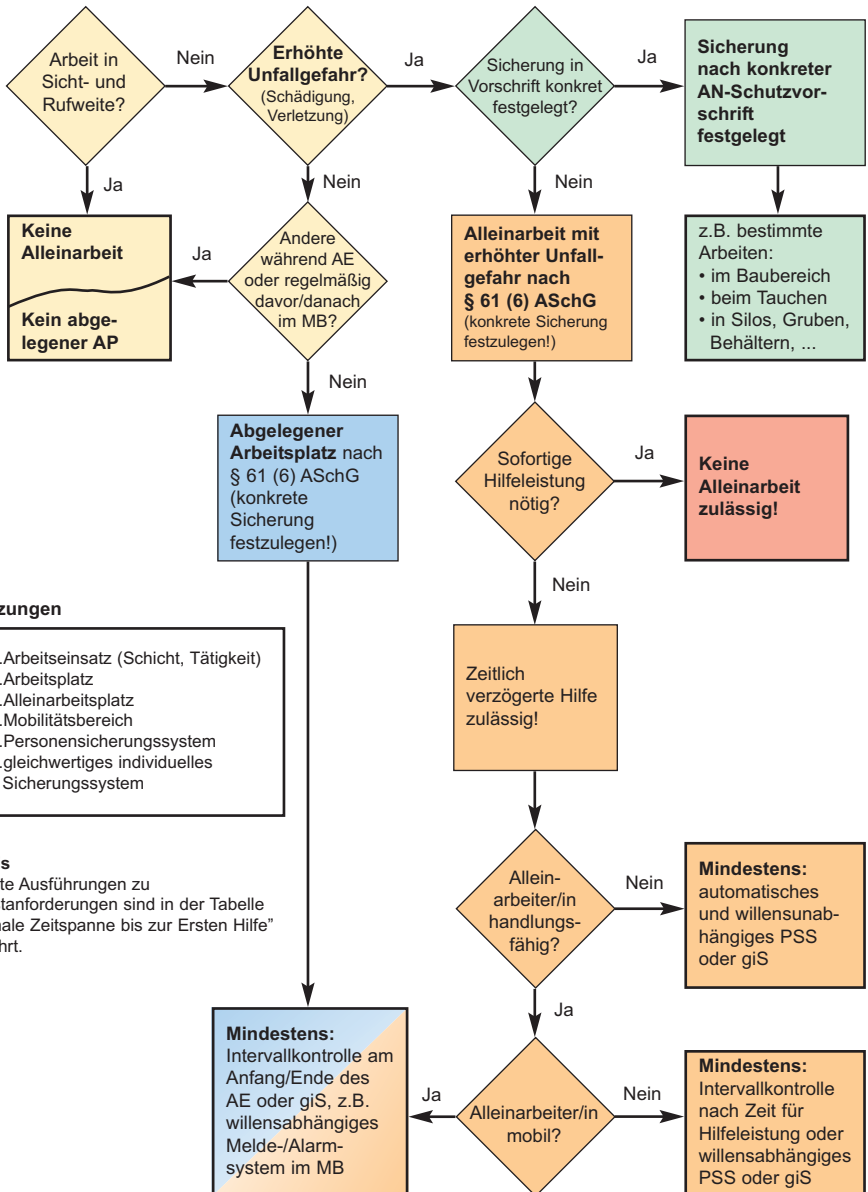 Arbeit in
Sicht- und
Rufweite?
Nein
Erhöhte
Unfallgefahr?
(Schädigung,
Verletzung)
Ja
Sicherung in
Vorschrift konkret
festgelegt?
Ja
Sicherung
nach konkreter
AN-Schutzvor-
schrift
festgelegt
Ja
Nein
Nein
Keine
Alleinarbeit
Kein abge-
legener AP
Ja
Andere
während AE
oder regelmäßig
davor/danach
im MB?
Alleinarbeit mit
erhöhter Unfall-
gefahr nach
§ 61 (6) ASchG
(konkrete Sicherung
festzulegen!)
z.B. bestimmte
Arbeiten:
• im Baubereich
• beim Tauchen
• in Silos, Gruben,
Behältern, ...
Nein
Abgelegener
Arbeitsplatz nach
§ 61 (6) ASchG
(konkrete
Sicherung
festzulegen!)
Sofortige
Hilfeleistung
nötig?
Ja
Keine
Alleinarbeit
zulässig!
Nein
zungen
.Arbeitseinsatz (Schicht, Tätigkeit)
.Arbeitsplatz
.Alleinarbeitsplatz
.Mobilitätsbereich
.Personensicherungssystem
.gleichwertiges individuelles
Sicherungssystem
Zeitlich
verzögerte Hilfe
zulässig!
s
te Ausführungen zu
tanforderungen sind in der Tabelle
ale Zeitspanne bis zur Ersten Hilfe”
hrt.
Allein-
arbeiter/in
handlungs-
fähig?
Nein
Mindestens:
automatisches
und willensunab-
hängiges PSS
oder giS
Ja
Mindestens:
Intervallkontrolle am
Anfang/Ende des
AE oder giS, z.B.
willensabhängiges
Melde-/Alarm-
system im MB
Ja
Alleinarbeiter/in
mobil?
Nein
Mindestens:
Intervallkontrolle
nach Zeit für
Hilfeleistung oder
willensabhängiges
PSS oder giS